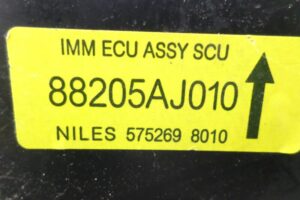 IMM ECU ASSY SCU
88205AJ010
NILES 575269 8010